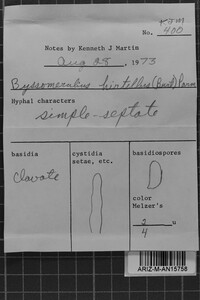 KJM
No. 400
Notes by Kenneth J Martin
Aug 28, 1973
Byssomerulius hirtellus (Burt) Parm
Hyphal characters
simple-septate
basidia
clavate
cystidia
setae, etc.
basidiospores
color
Melzer's
3
4
u
ARIZ-M-AN15758